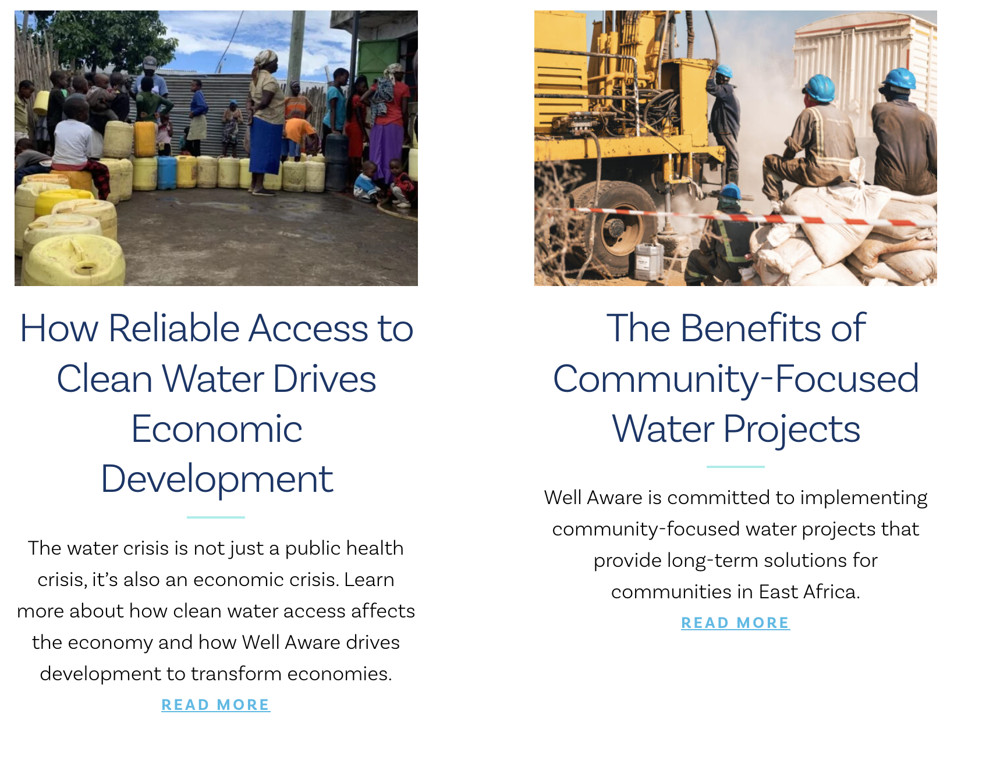 How Reliable Access to
Clean Water Drives
Economic
Development
The water crisis is not just a public health
crisis, it’s also an economic crisis. Learn
more about how clean water access affects
the economy and how Well Aware drives
development to transform economies.
READ MORE
The Benefits of
Community-Focused
Water Projects
Well Aware is committed to implementing
community-focused water projects that
provide long-term solutions for
communities in East Africa.
READ MORE